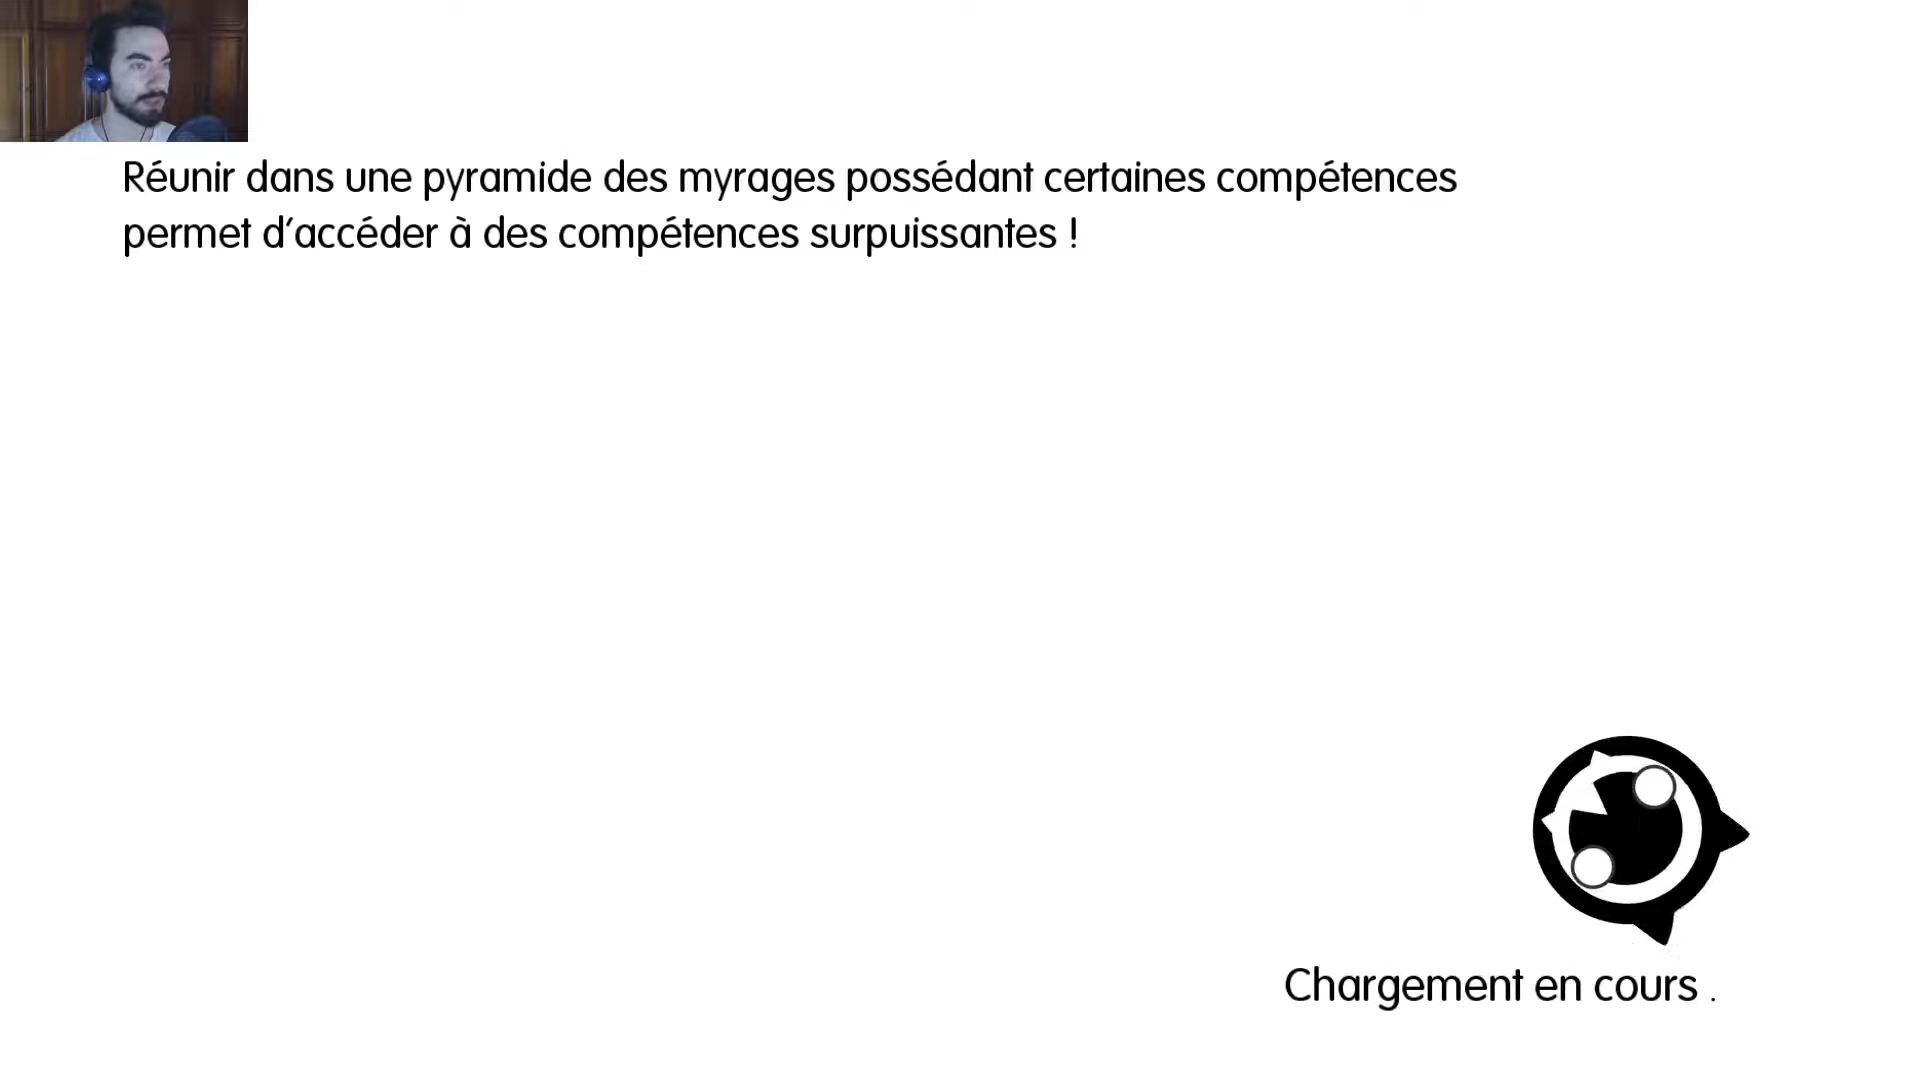 Réunir dans une pyramide des myrages possédant certaines compétences
permet d'accéder à des compétences surpuissantes !
Chargement en cours .